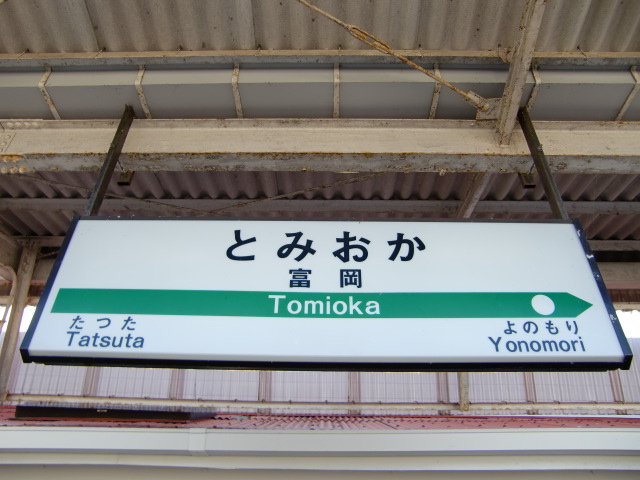 とみおか
富岡
Tomioka
たつた
Tatsuta
よのもり
Yonomori